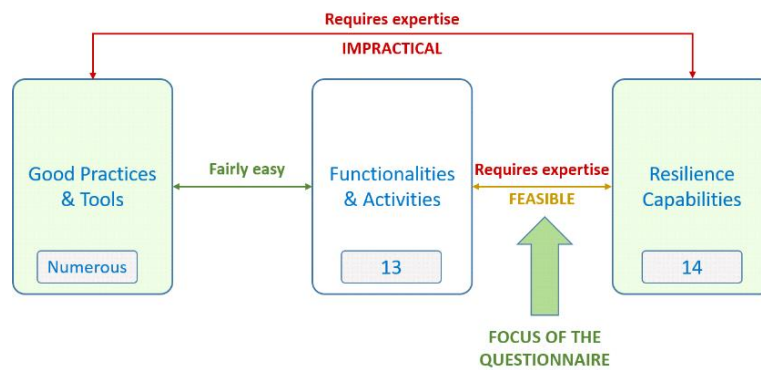 Requires expertise
IMPRACTICAL
Good Practices
& Tools
Numerous
Fairly easy
Functionalities
& Activities
13
Requires expertise
FEASIBLE
Resilience
Capabilities
14
FOCUS OF THE
QUESTIONNAIRE